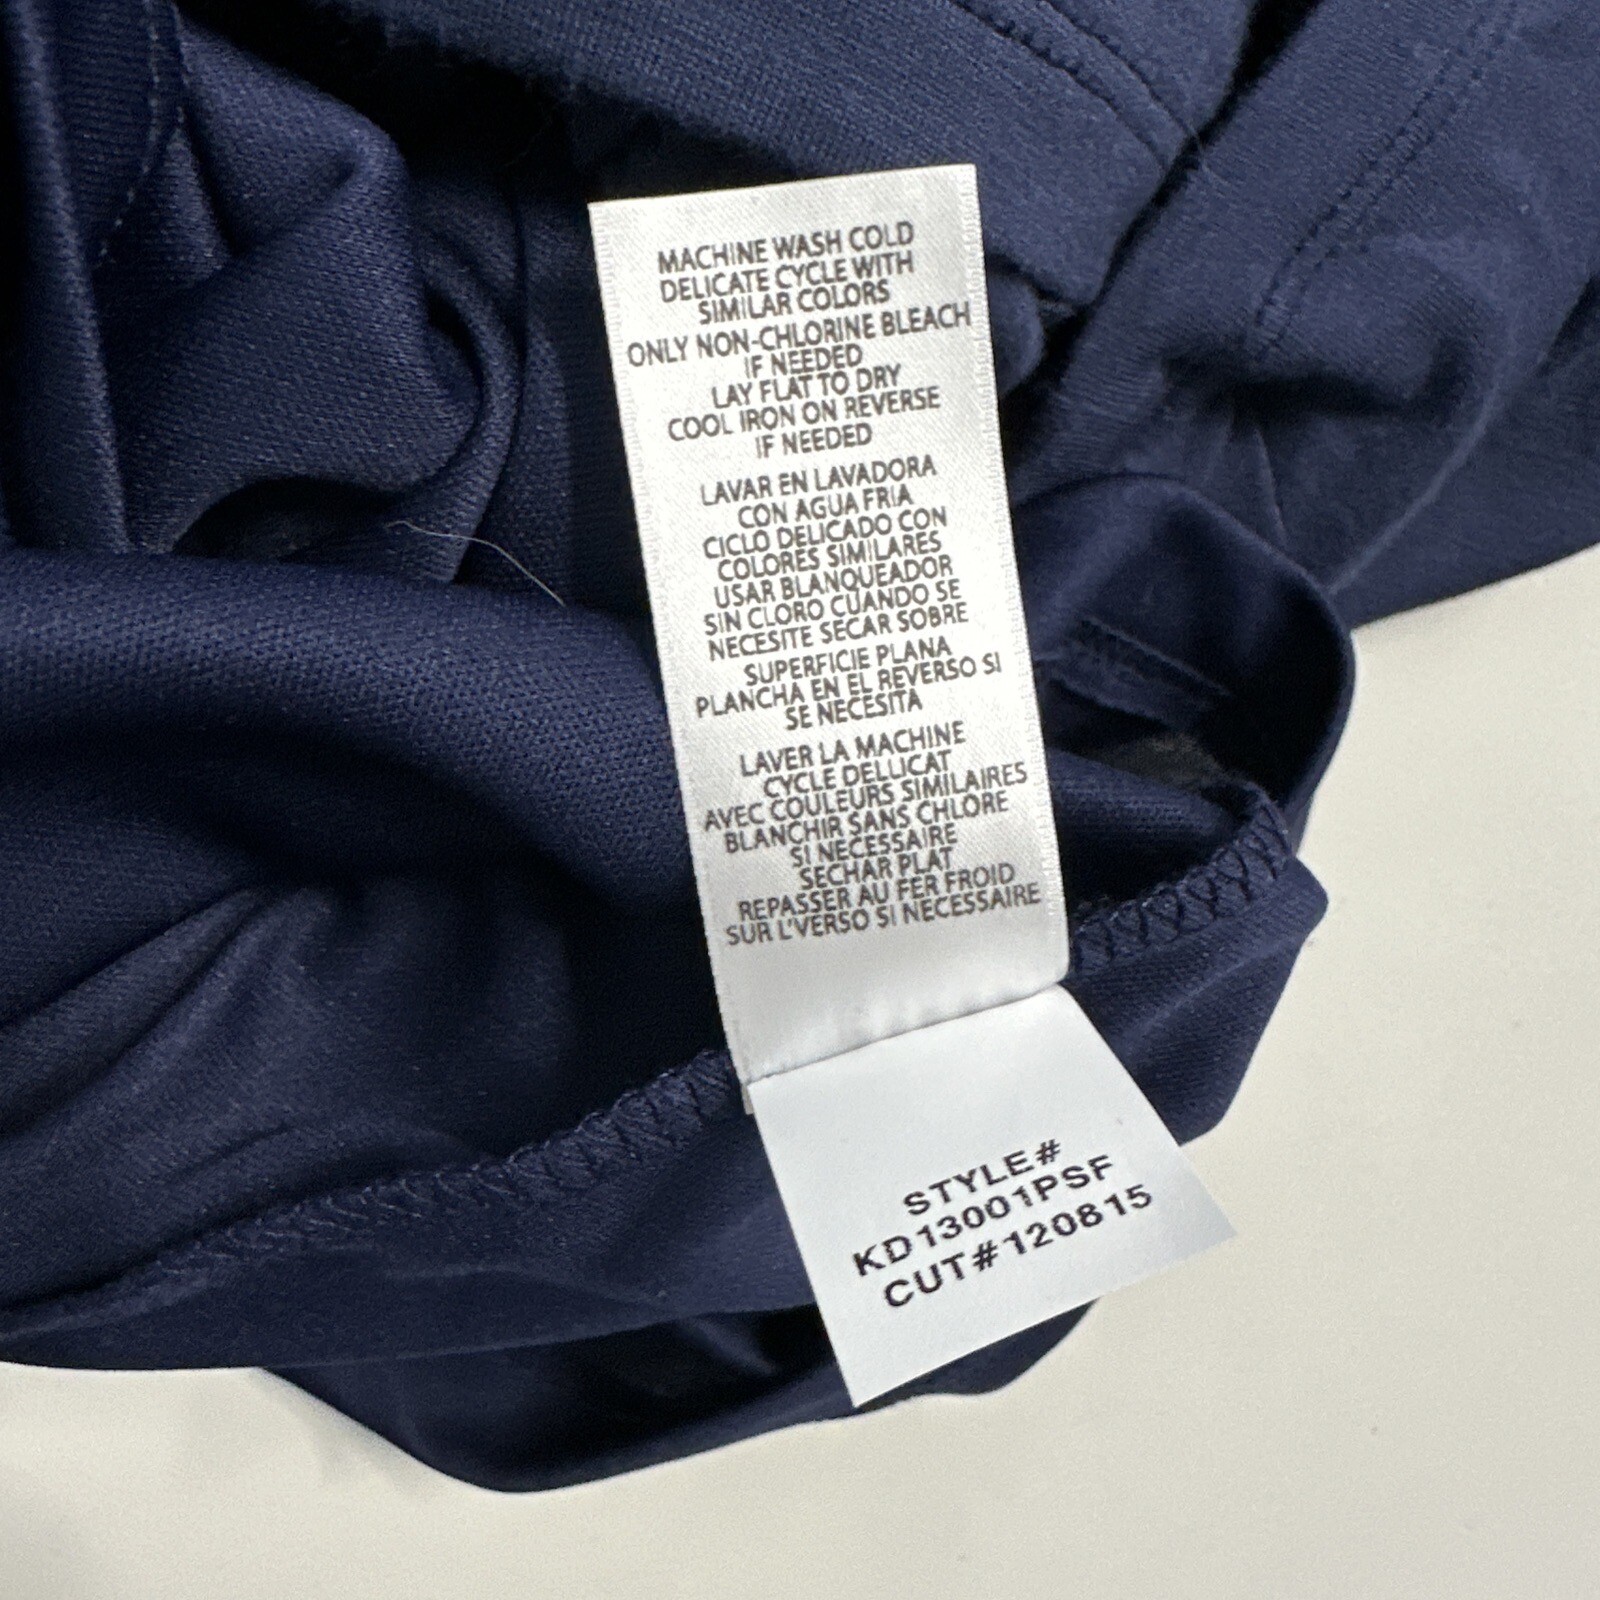 MACHINE WASH COLD
DELICATE CYCLE WITH
SIMILAR COLORS
ONLY NON-CHLORINE BLEACH
IF NEEDED
LAY FLAT TO DRY
COOL IRON ON REVERSE
IF NEEDED
LAVAR EN LAVADORA
CON AGUA FRIA
CICLO DELICADO CON
COLORES SIMILARES
USAR BLANQUEADOR
SIN CLORO CUANDO SE
NECESITE SECAR SOBRE
SUPERFICIE PLANA
PLANCHA EN EL REVERSO SI
SE NECESITA
LAVER LA MACHINE
CYCLE DELLICAT
AVEC COULEURS SIMILAIRES
BLANCHIR SANS CHLORE
SI NECESSAIRE
SECHAR PLAT
REPASSER AU FER FROID
SUR L'VERSO SI NECESSAIRE
STYLE#
KD13001PSF
CUT#120815